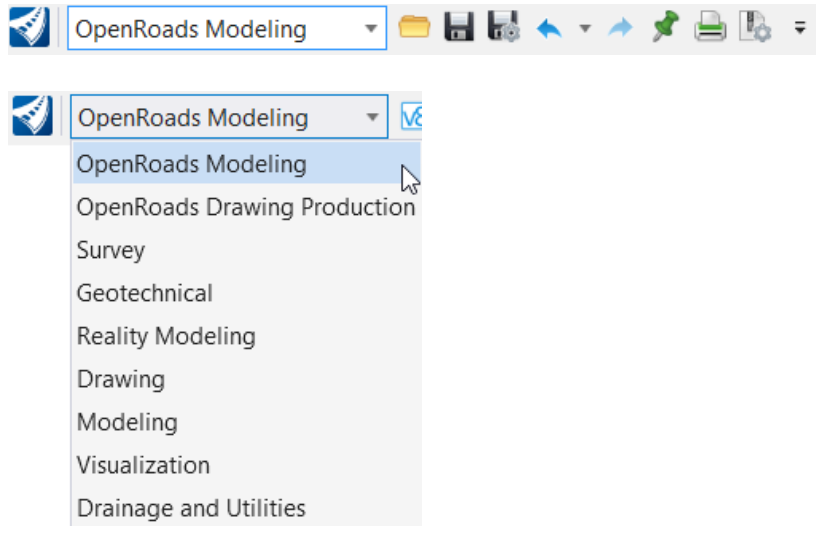 OpenRoads Modeling
OpenRoads Modeling
OpenRoads Modeling
OpenRoads Drawing Production
Survey
Geotechnical
Reality Modeling
Drawing
Modeling
Visualization
Drainage and Utilities